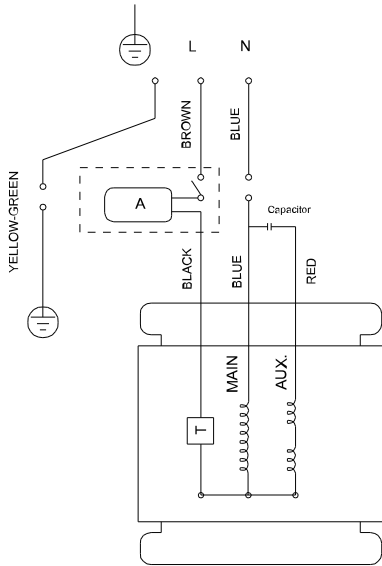 L N
BROWN
BLUE
YELLOW-GREEN
A
Capacitor
BLACK
BLUE
RED
MAIN
AUX.
T